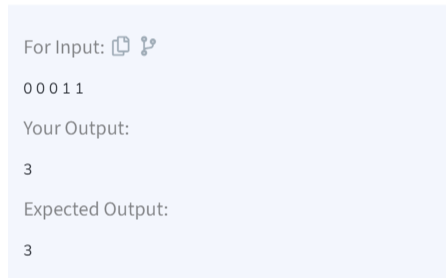 For Input:
0 0 0 1 1
Your Output:
3
Expected Output:
3